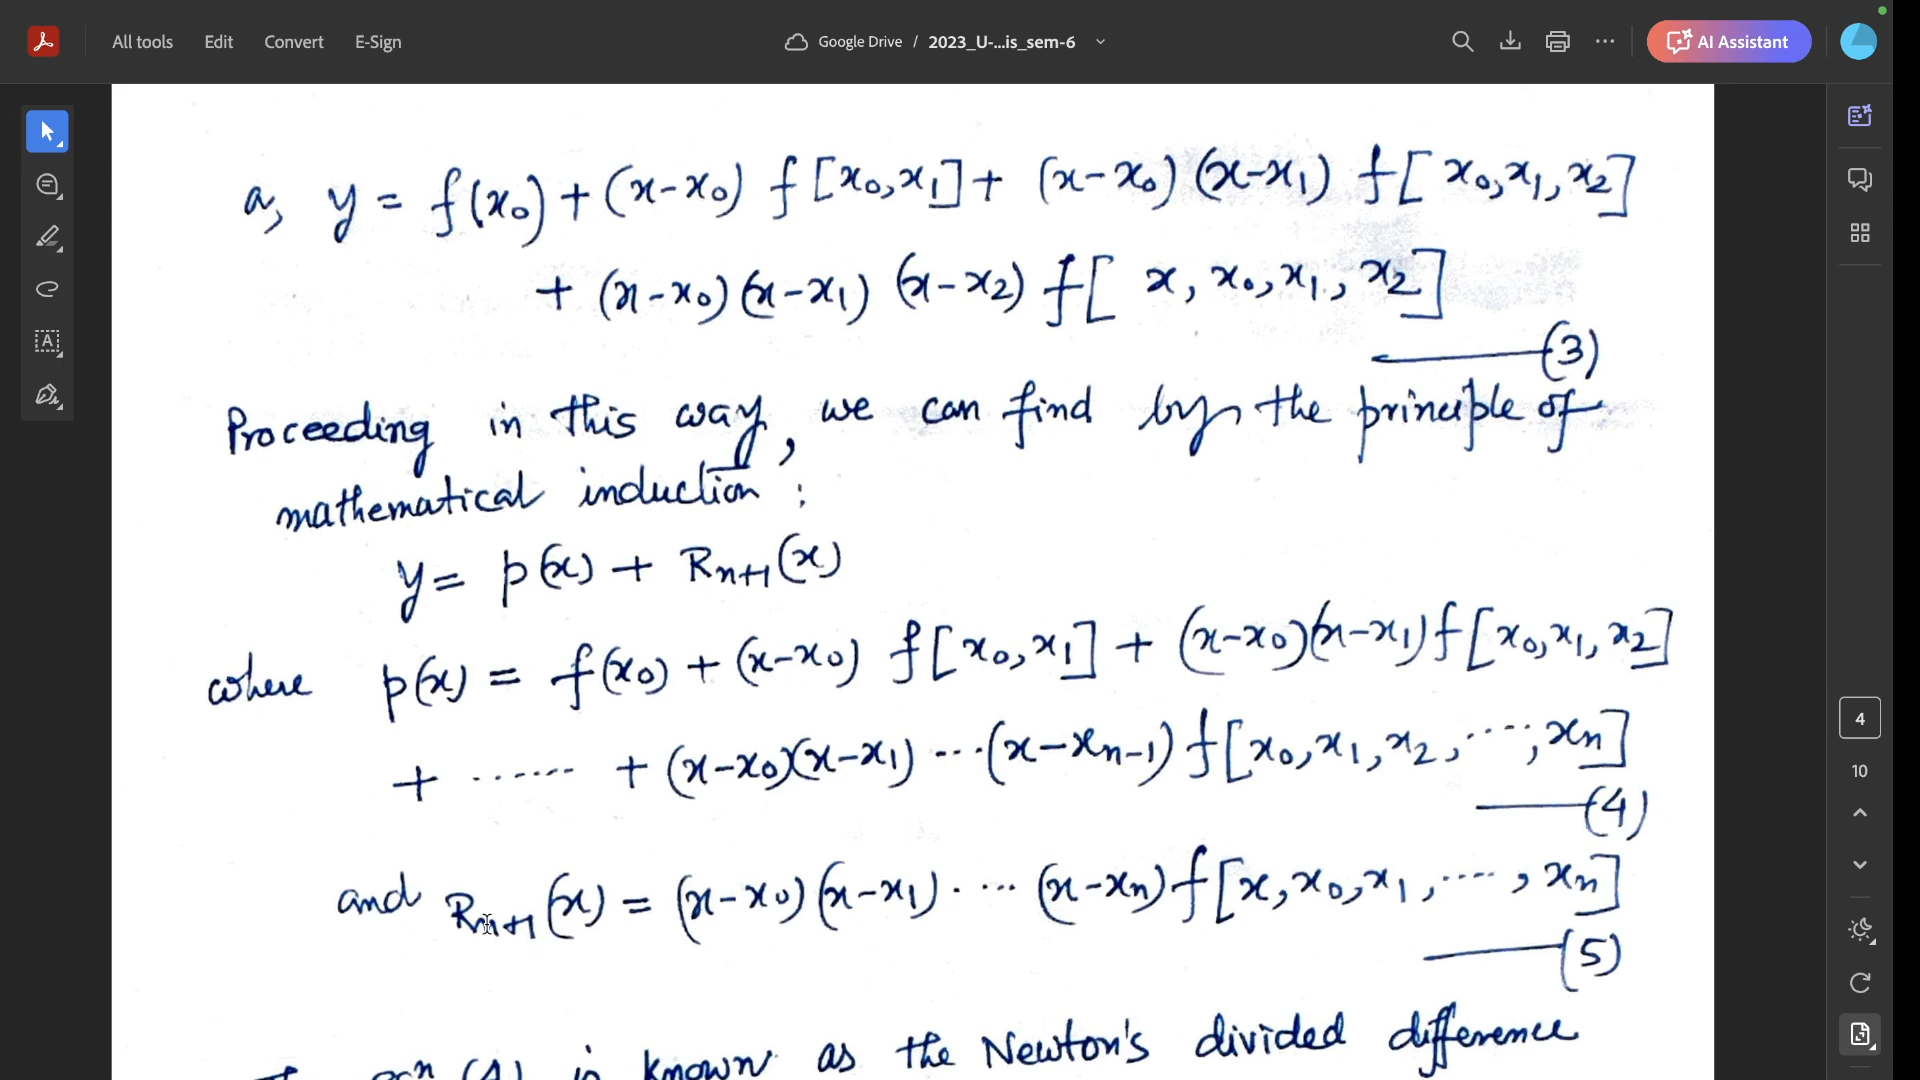 All tools Edit Convert E-Sign Google Drive / 2023_U-...is_sem-6 AI Assistant
a, y = f(x₀) + (x-x₀) f[x₀,x₁] + (x-x₀)(x-x₁) f[x₀,x₁,x₂]
+ (x-x₀)(x-x₁)(x-x₂) f[x, x₀,x₁,x₂]
(3)
Proceeding in this way, we can find by the principle of
mathematical induction :
y = p(x) + Rn+1(x)
where p(x) = f(x₀) + (x-x₀) f[x₀,x₁] + (x-x₀)(x-x₁) f[x₀,x₁,x₂]
+ ...... + (x-x₀)(x-x₁) ...(x-xn-1) f[x₀,x₁,x₂,....,xn]
(4)
and Rn+1(x) = (x-x₀)(x-x₁). ... (x-xn) f[x,x₀,x₁,....,xn]
(5)
(4) is known as the Newton's divided difference
4
10